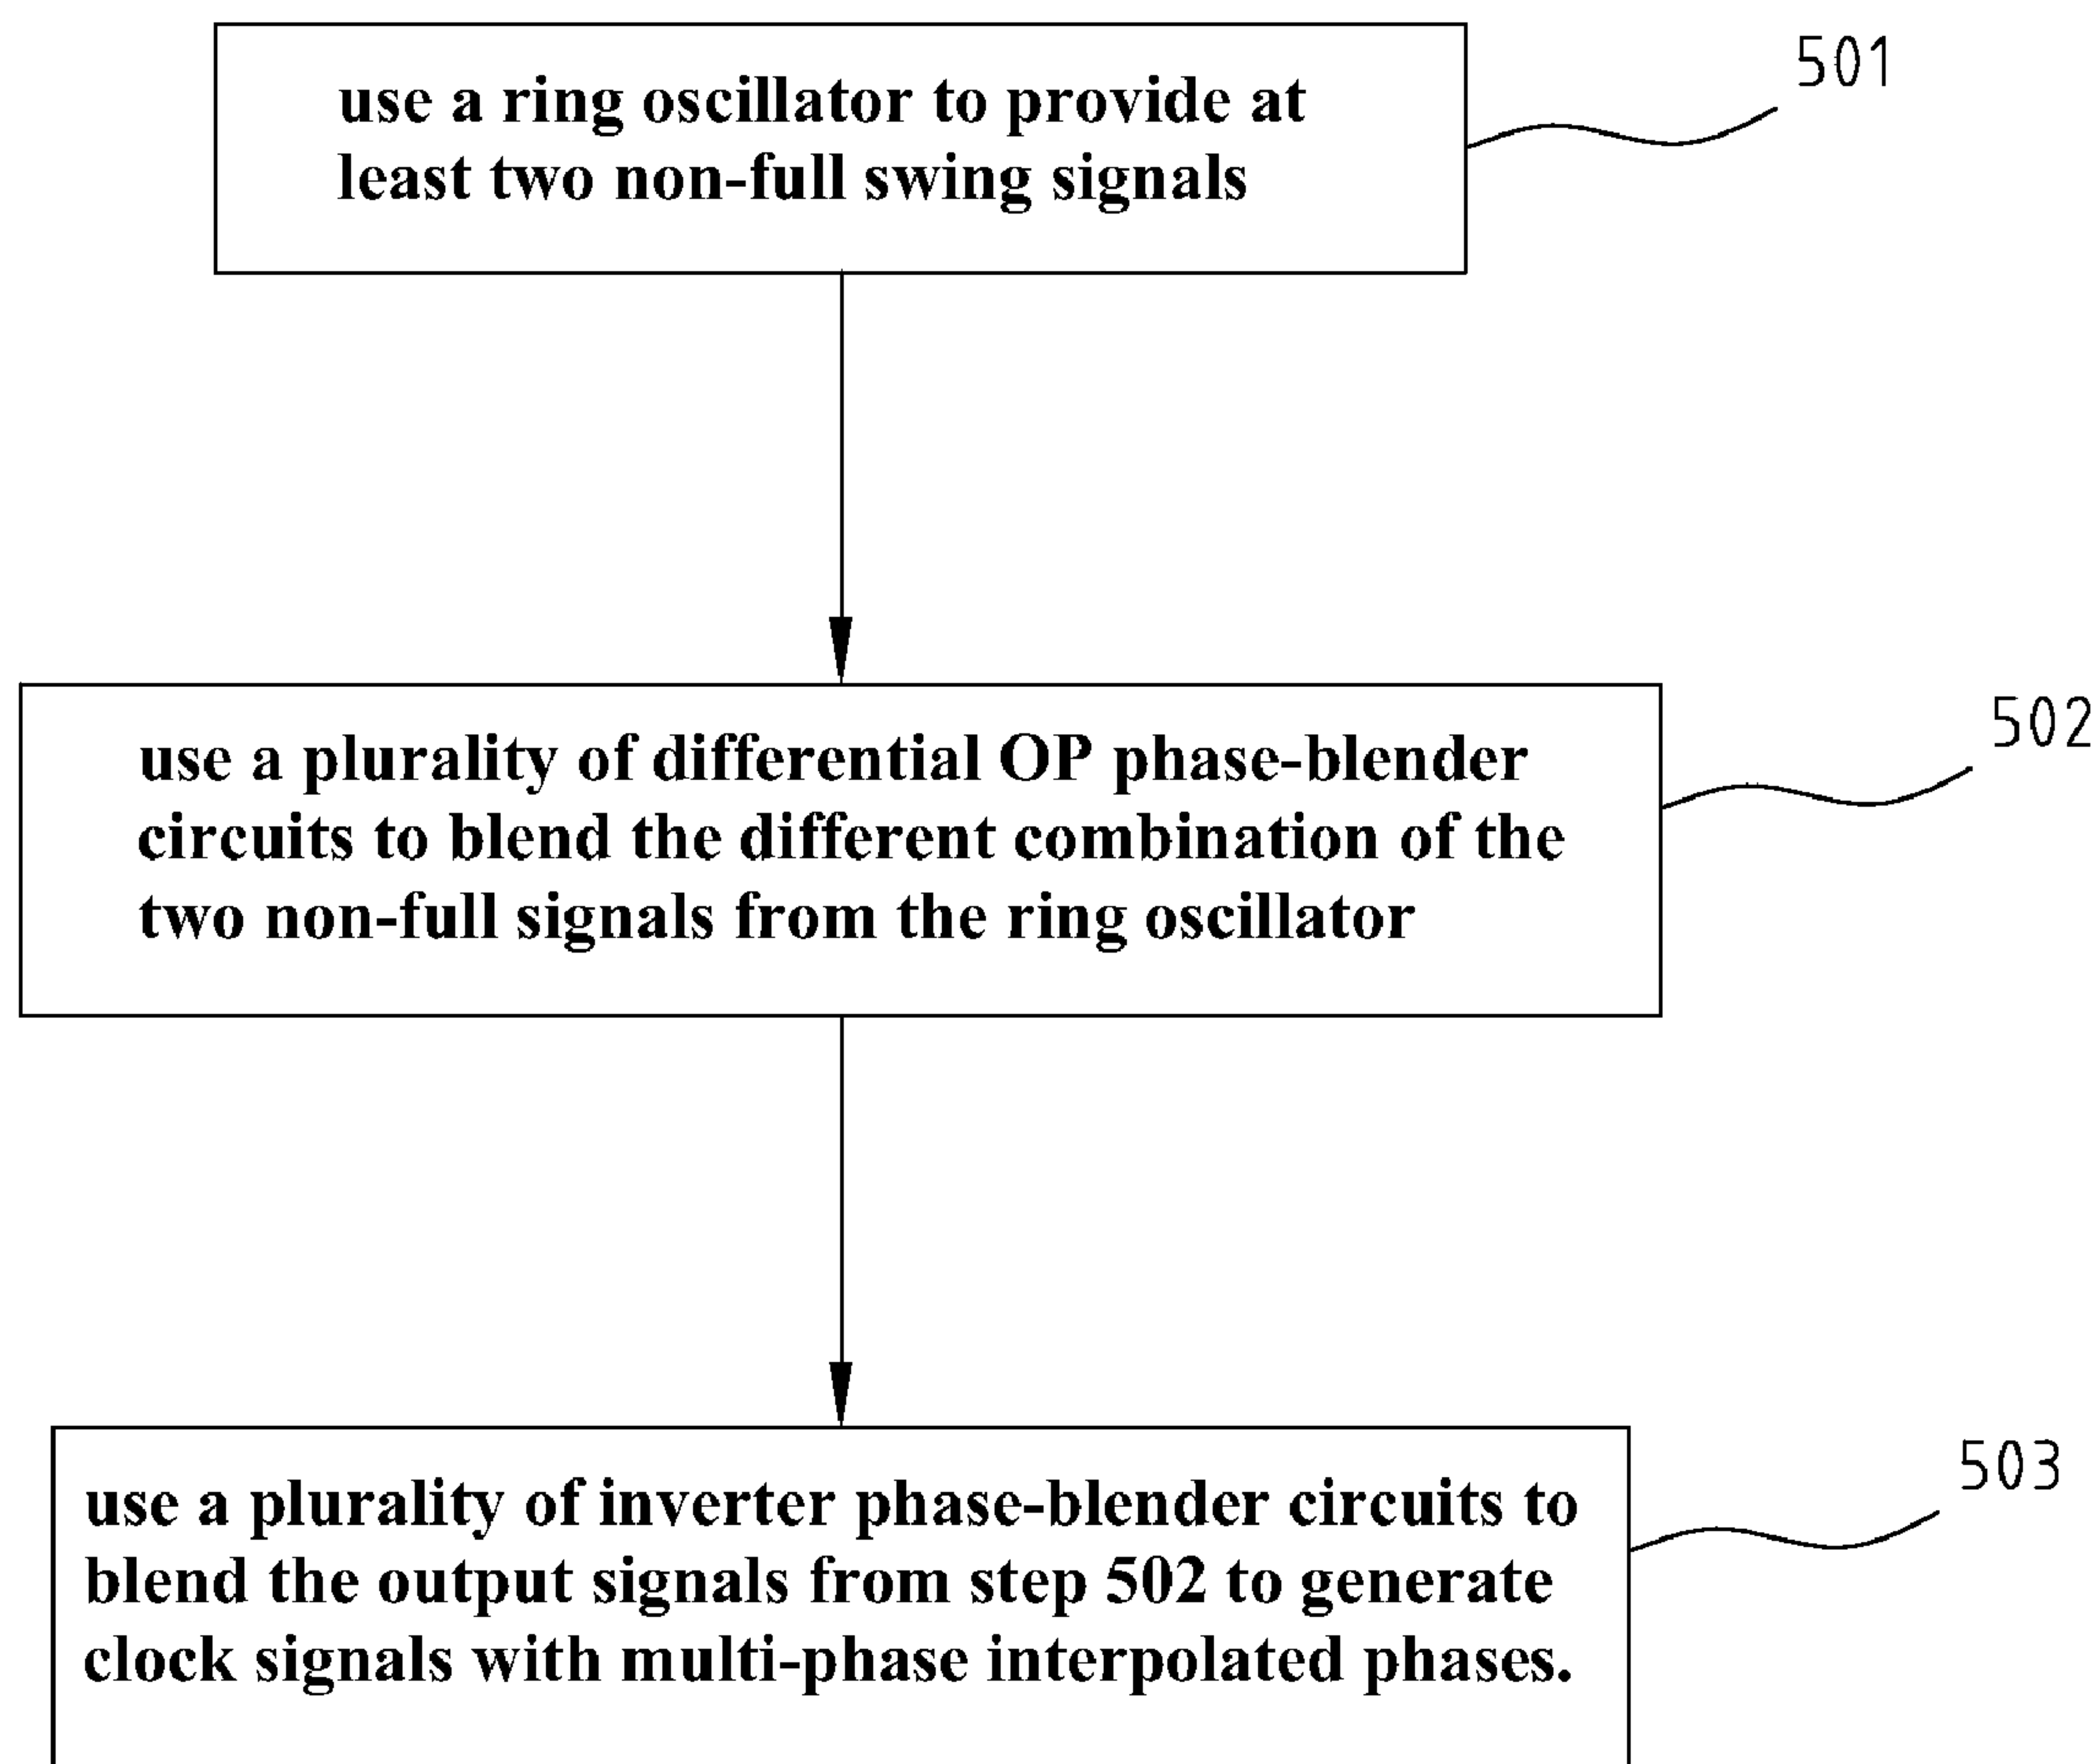 use a ring oscillator to provide at
least two non-full swing signals
501
use a plurality of differential OP phase-blender
circuits to blend the different combination of the
two non-full signals from the ring oscillator
502
use a plurality of inverter phase-blender circuits to
blend the output signals from step 502 to generate
clock signals with multi-phase interpolated phases.
503